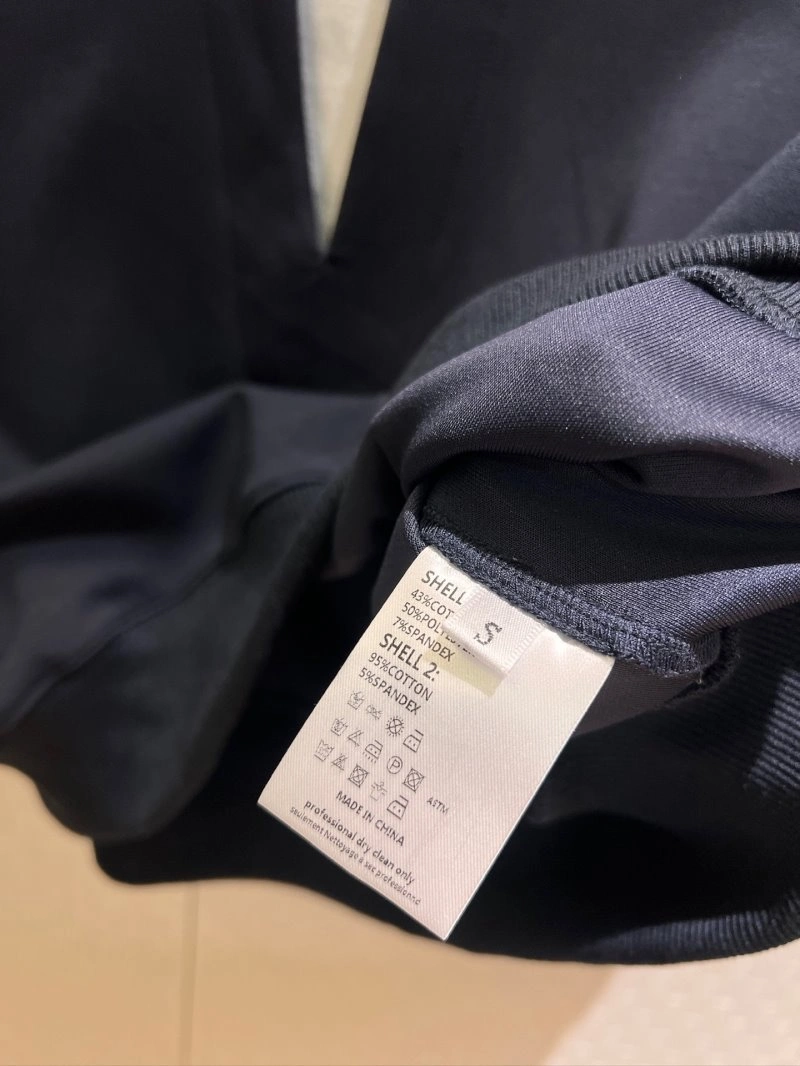 SHELL
43%COT
50%POLYESTER
7%SPANDEX
S
SHELL 2:
95%COTTON
5%SPANDEX
P
ASTM
MADE IN CHINA
professional dry clean only
seulement Nettoyage à sec professionnel